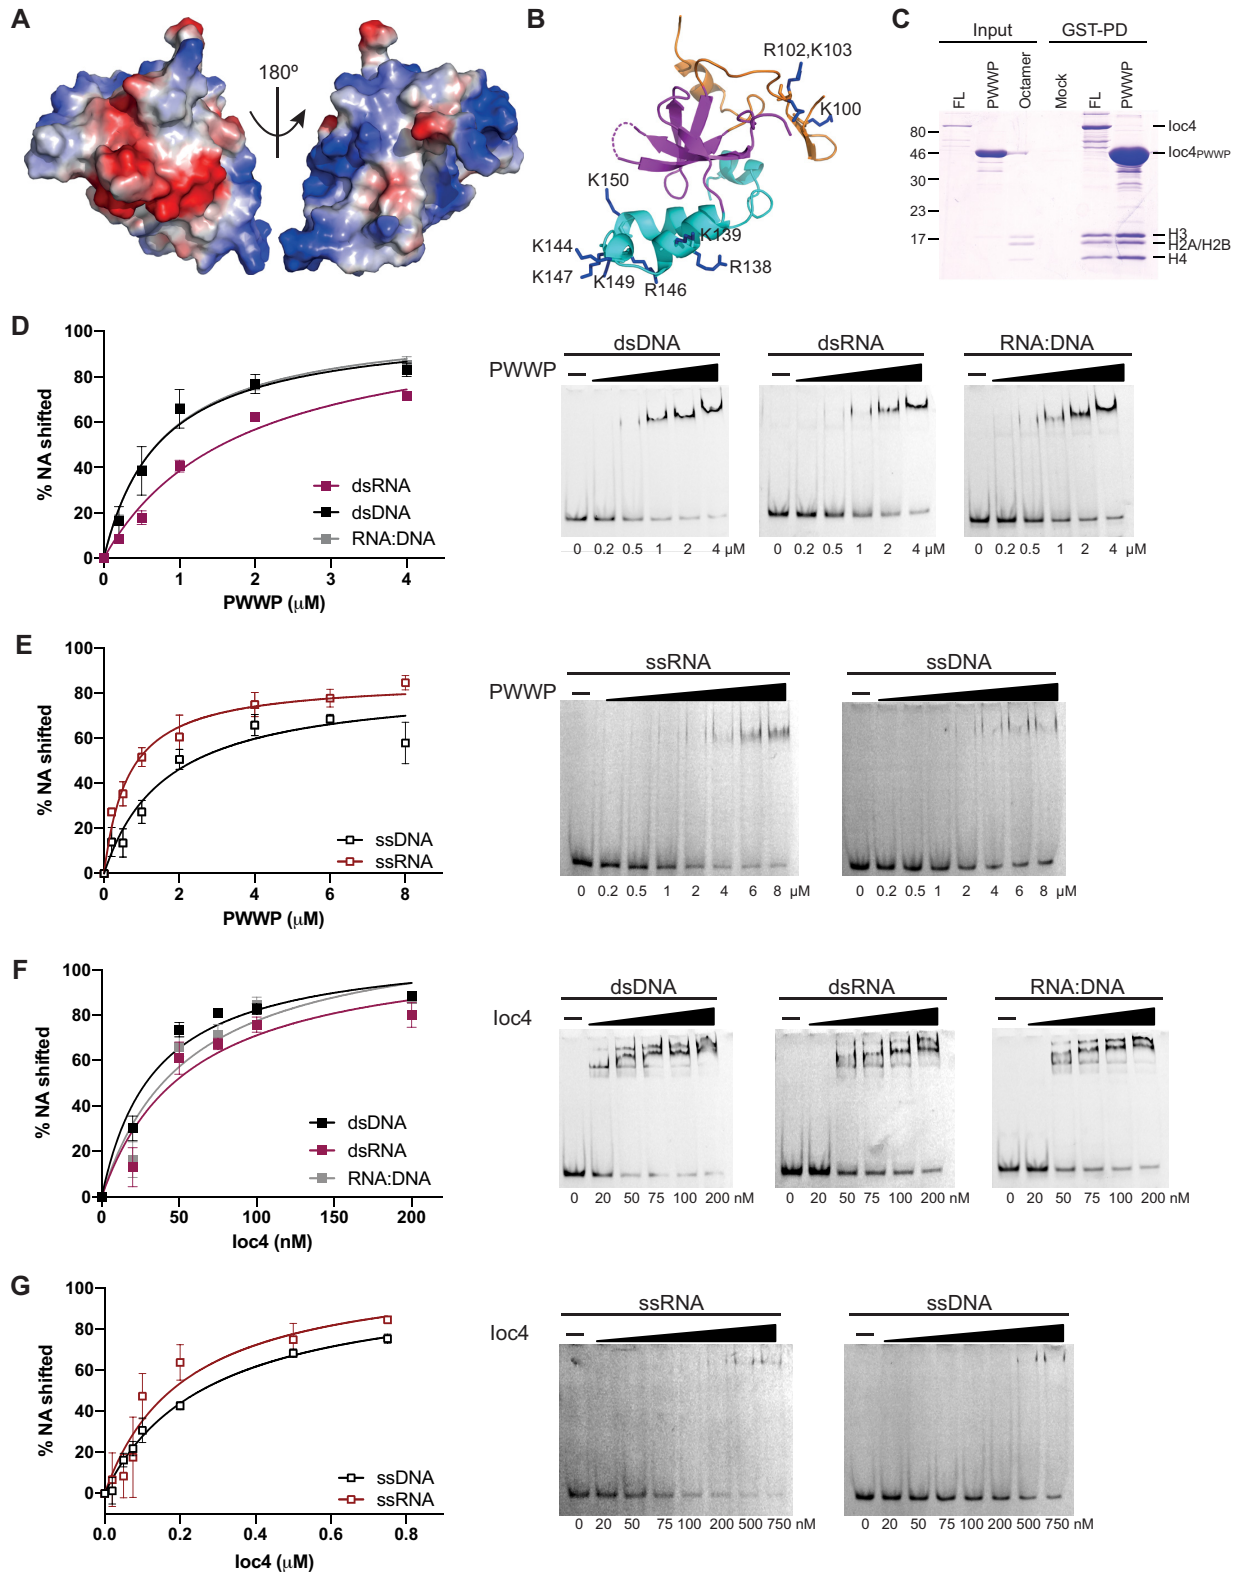 A
180º
B
R102,K103
K100
K150
K139
K144
K147
K149
R146
R138
C
Input
GST-PD
FL
PWWP
Octamer
Mock
FL
PWWP
80
46
30
23
17
Ioc4
Ioc4PWWP
H3
H2A/H2B
H4
D
% NA shifted
100
80
60
40
20
0
0 1 2 3 4
PWWP (μM)
dsRNA
dsDNA
RNA:DNA
PWWP
dsDNA
dsRNA
RNA:DNA
0 0.2 0.5 1 2 4 μM
0 0.2 0.5 1 2 4 μM
0 0.2 0.5 1 2 4 μM
E
% NA shifted
100
80
60
40
20
0
0 2 4 6 8
PWWP (μM)
ssDNA
ssRNA
PWWP
ssRNA
ssDNA
0 0.2 0.5 1 2 4 6 8 μM
0 0.2 0.5 1 2 4 6 8 μM
F
% NA shifted
100
80
60
40
20
0
0 50 100 150 200
Ioc4 (nM)
dsDNA
dsRNA
RNA:DNA
Ioc4
dsDNA
dsRNA
RNA:DNA
0 20 50 75 100 200 nM
0 20 50 75 100 200 nM
0 20 50 75 100 200 nM
G
% NA shifted
100
80
60
40
20
0
0.0 0.2 0.4 0.6 0.8
Ioc4 (μM)
ssDNA
ssRNA
Ioc4
ssRNA
ssDNA
0 20 50 75 100 200 500 750 nM
0 20 50 75 100 200 500 750 nM